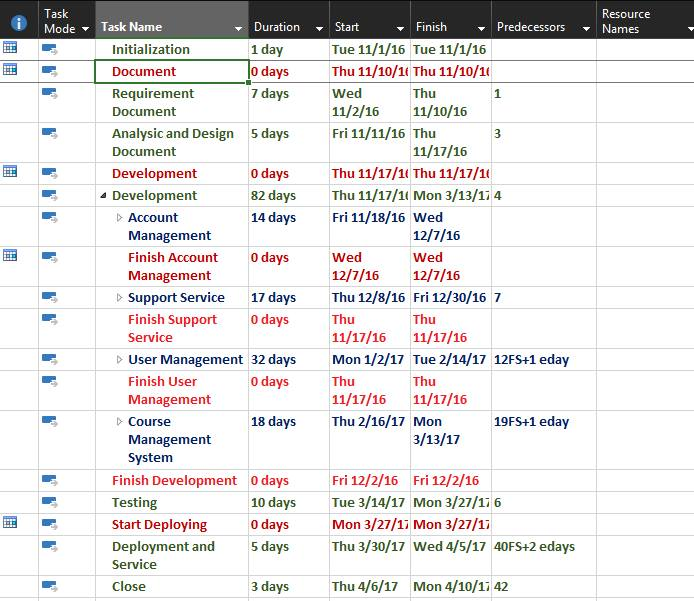 Task
Mode Task Name Duration Start Finish Predecessors Resource
Names
Initialization 1 day Tue 11/1/16 Tue 11/1/16
Document 0 days Thu 11/10/1 Thu 11/10/1
Requirement 7 days Wed Thu 1
Document 11/2/16 11/10/16
Analysic and Design 5 days Fri 11/11/16 Thu 3
Document 11/17/16
Development 0 days Thu 11/17/1 Thu 11/17/1
Development 82 days Thu 11/17/1 Mon 3/13/17 4
Account 14 days Fri 11/18/16 Wed
Management 12/7/16
Finish Account 0 days Wed Wed
Management 12/7/16 12/7/16
Support Service 17 days Thu 12/8/16 Fri 12/30/16 7
Finish Support 0 days Thu Thu
Service 11/17/16 11/17/16
User Management 32 days Mon 1/2/17 Tue 2/14/17 12FS+1 eday
Finish User 0 days Thu Thu
Management 11/17/16 11/17/16
Course 18 days Thu 2/16/17 Mon 19FS+1 eday
Management 3/13/17
System
Finish Development 0 days Fri 12/2/16 Fri 12/2/16
Testing 10 days Tue 3/14/17 Mon 3/27/17 6
Start Deploying 0 days Mon 3/27/17 Mon 3/27/17
Deployment and 5 days Thu 3/30/17 Wed 4/5/17 40FS+2 edays
Service
Close 3 days Thu 4/6/17 Mon 4/10/17 42